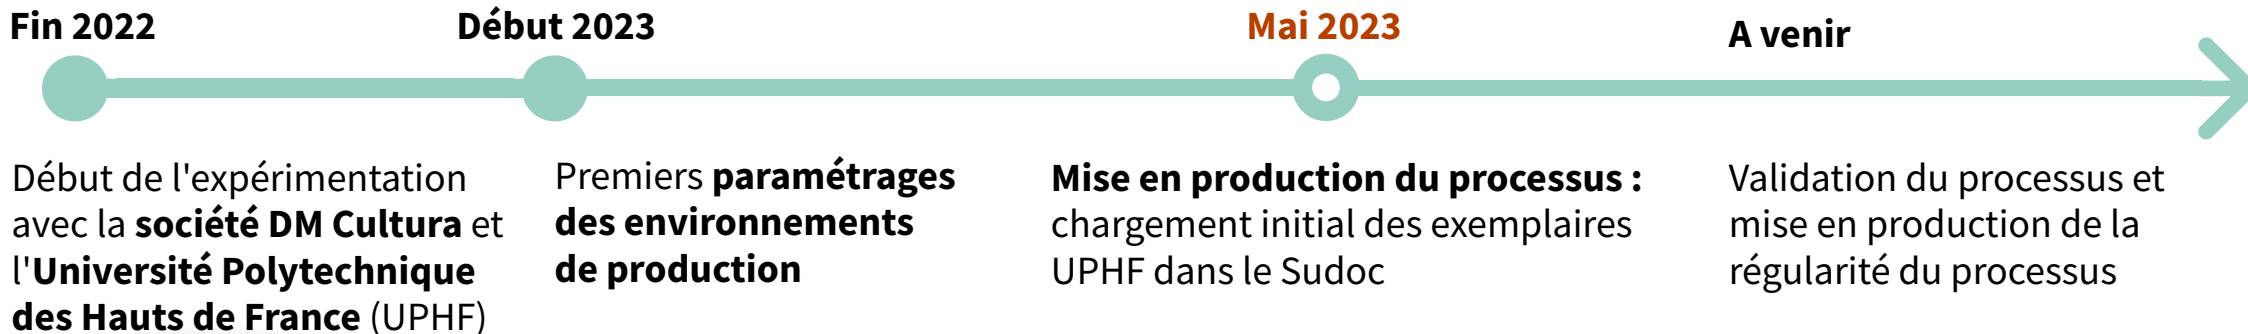 Fin 2022
Début de l'expérimentation
avec la société DM Cultura et
l'Université Polytechnique
des Hauts de France (UPHF)
Début 2023
Premiers paramétrages
des environnements
de production
Mai 2023
Mise en production du processus :
chargement initial des exemplaires
UPHF dans le Sudoc
A venir
Validation du processus et
mise en production de la
régularité du processus